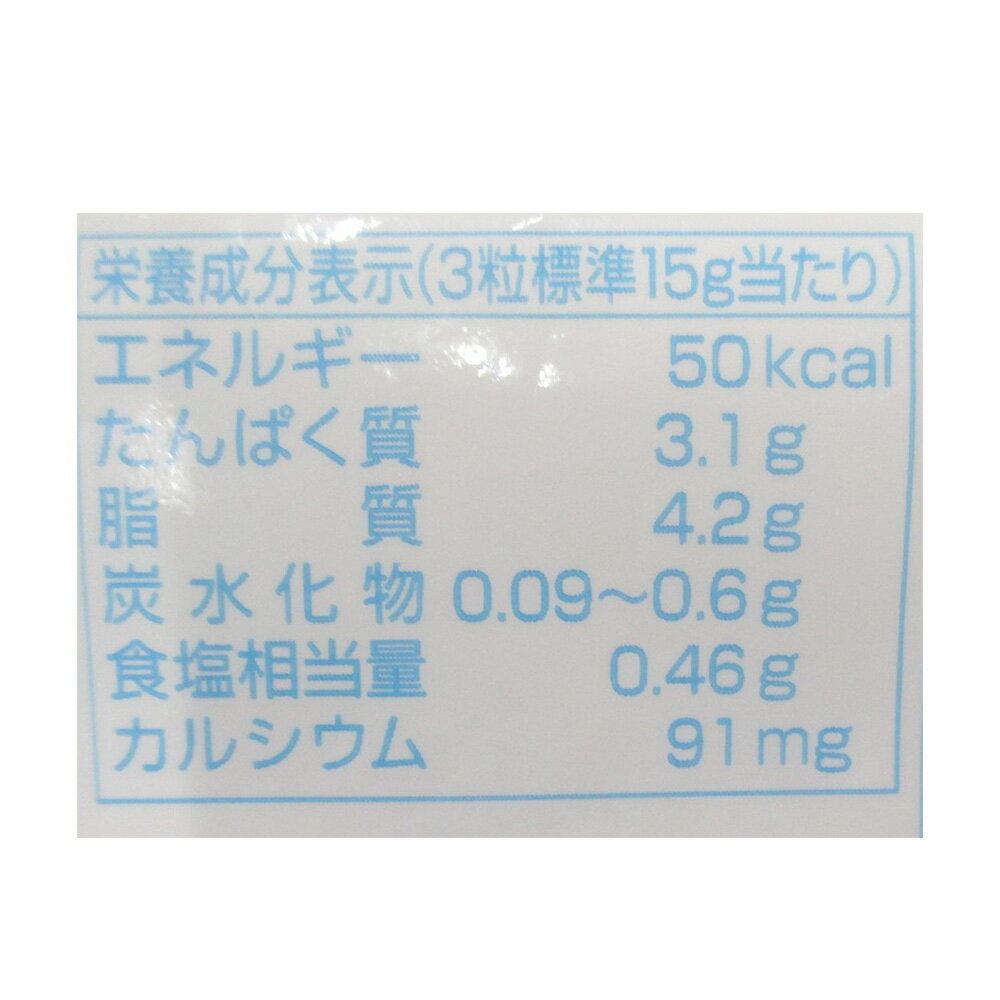 栄養成分表示(3粒標準15g当たり)
エネルギー 50kcal
たんぱく質 3.1g
脂質 4.2g
炭水化物 0.09~0.6g
食塩相当量 0.46g
カルシウム 91mg